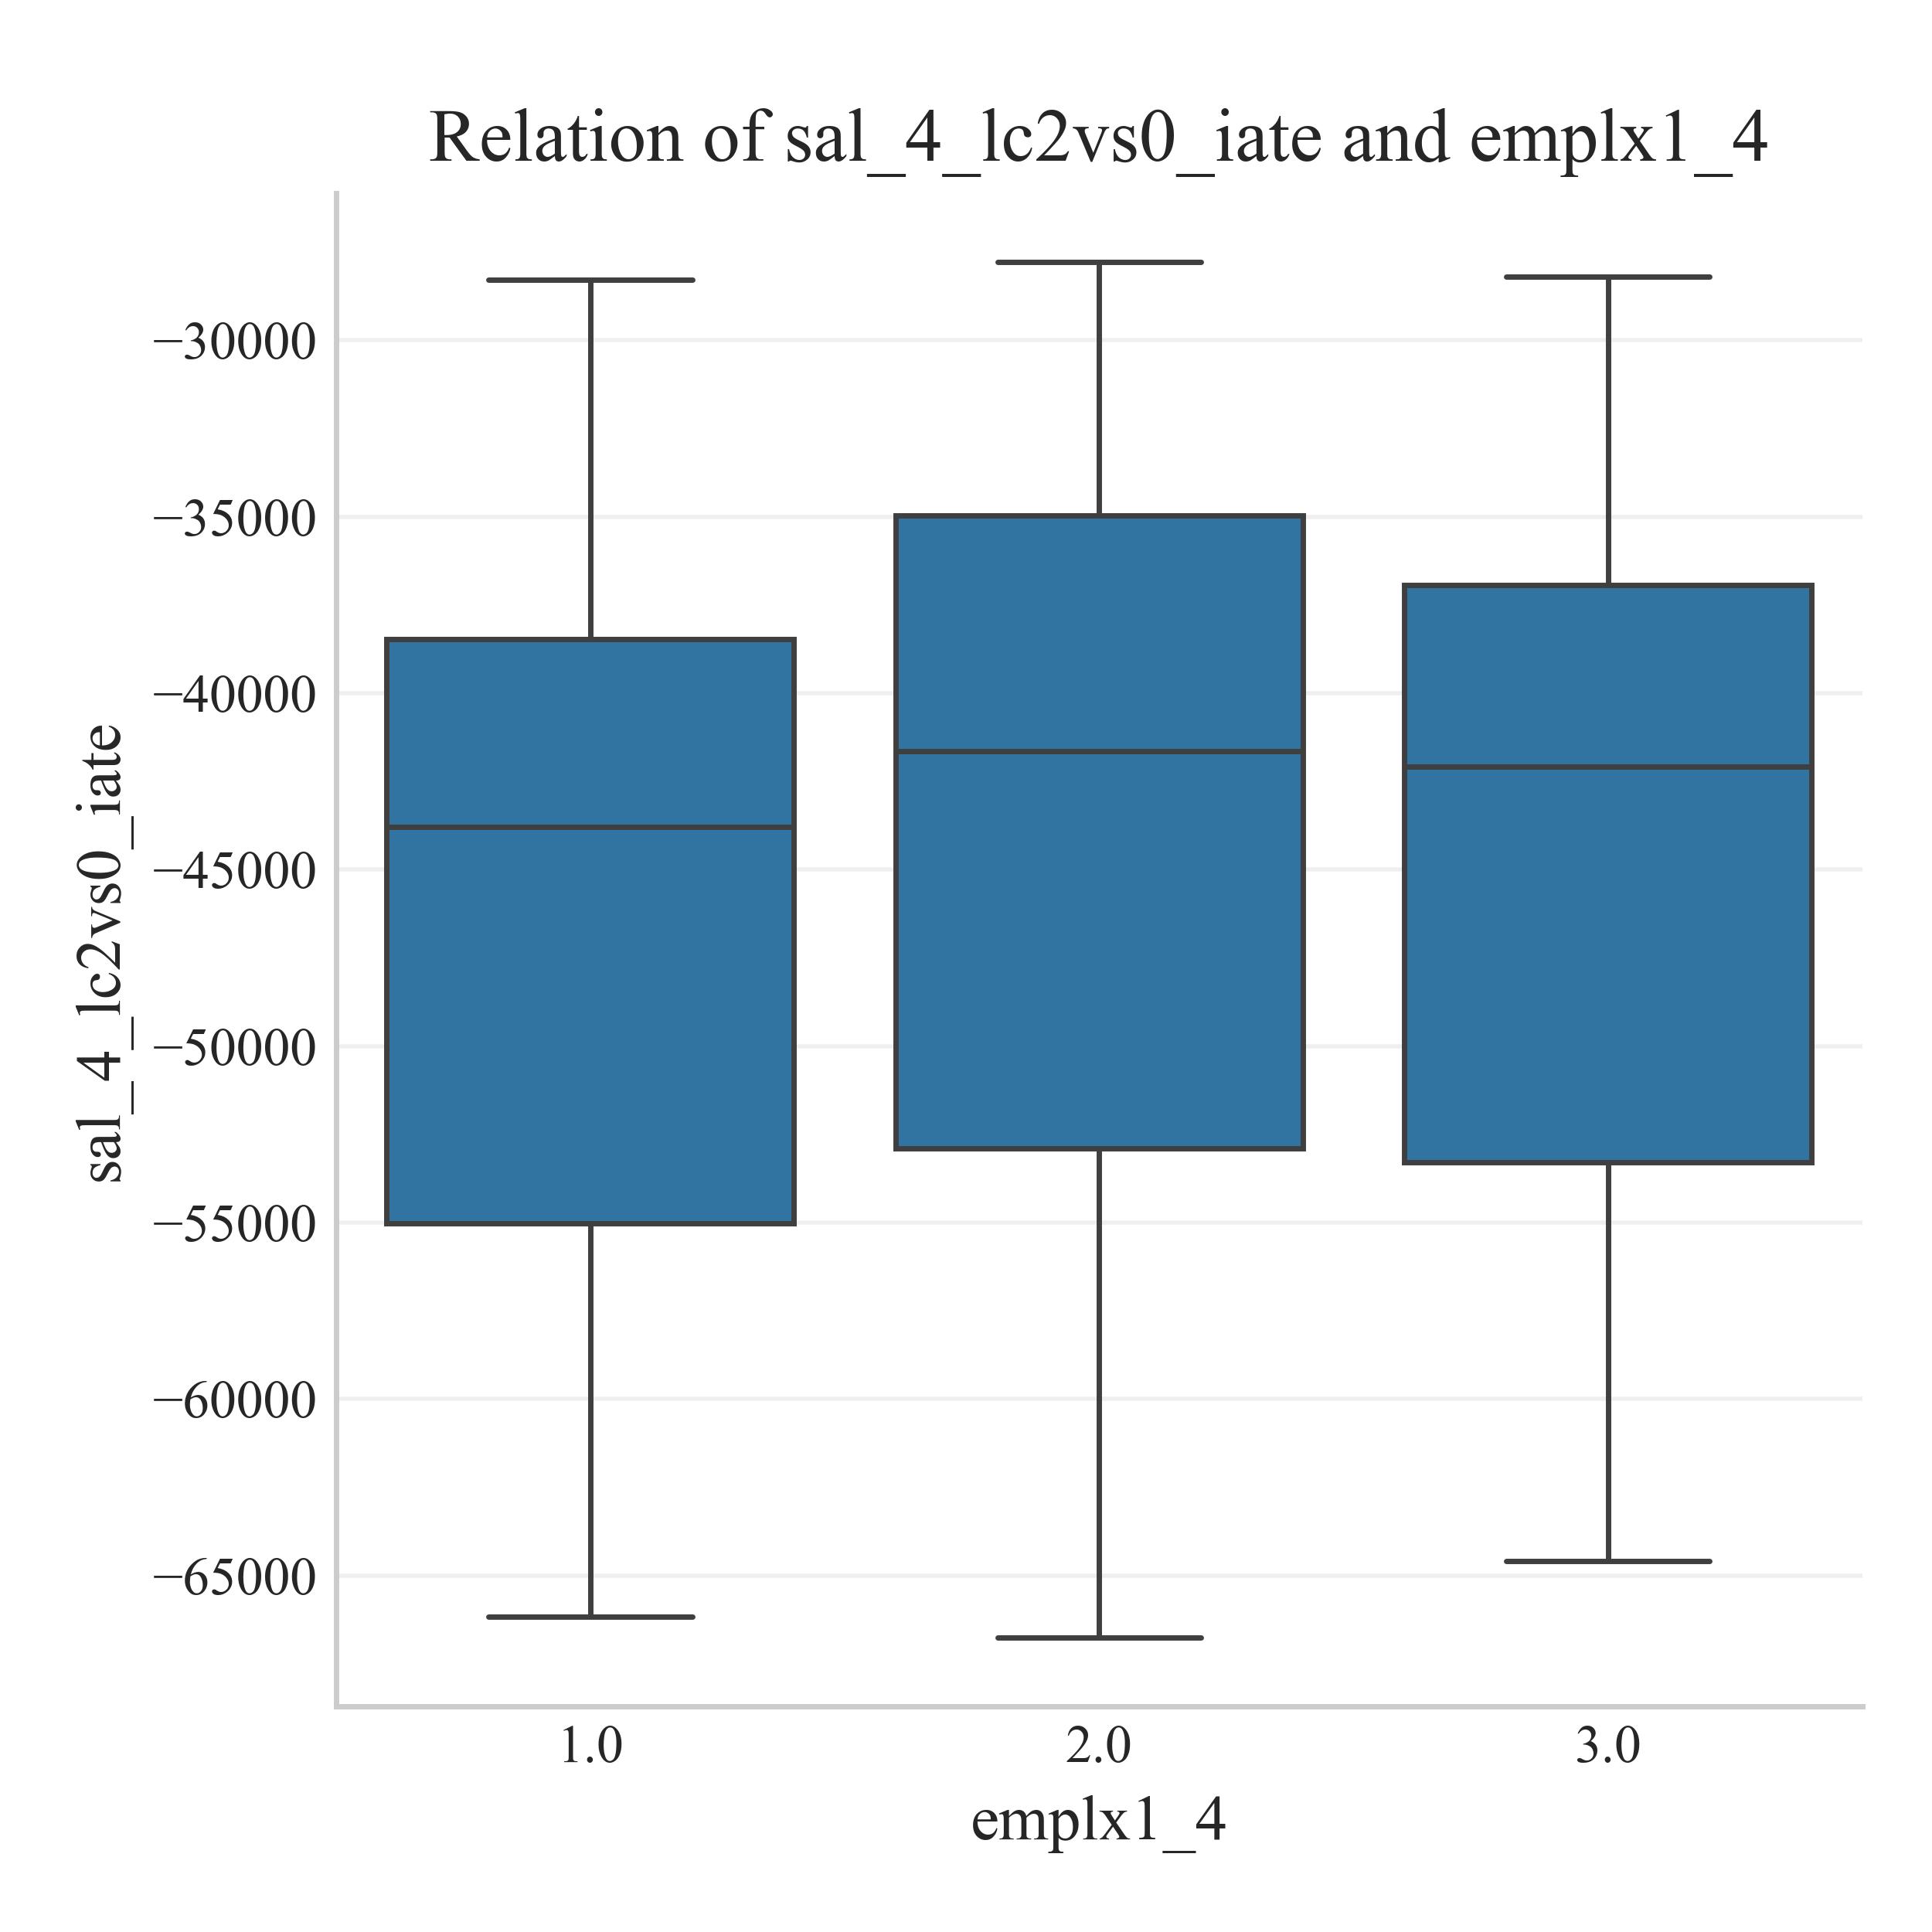 Relation of sal_4_lc2vs0_iate and emplx1_4
sal_4_lc2vs0_iate
−30000
−35000
−40000
−45000
−50000
−55000
−60000
−65000
1.0 2.0 3.0
emplx1_4